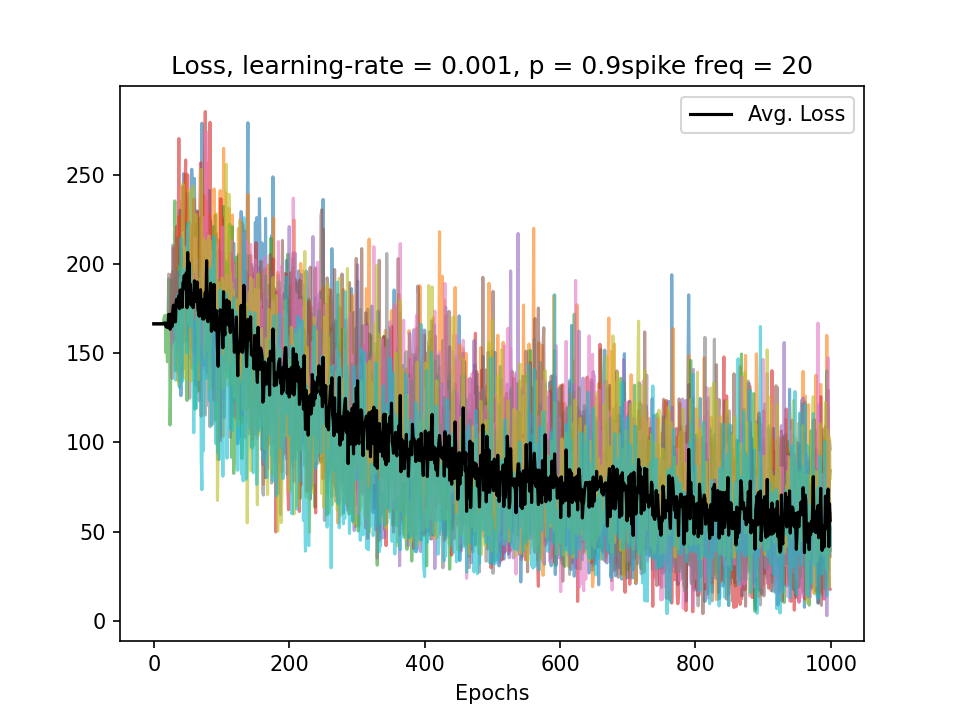 Loss, learning-rate = 0.001, p = 0.9spike freq = 20
Avg. Loss
250
200
150
100
50
0
0 200 400 600 800 1000
Epochs